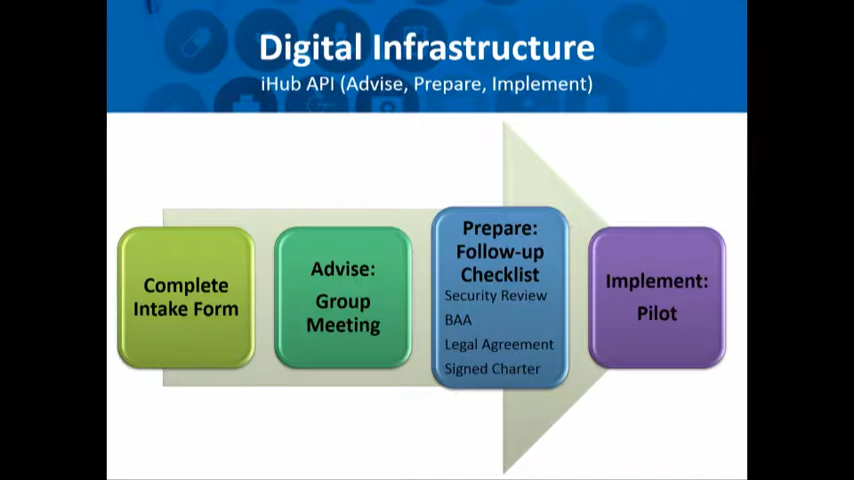 Digital Infrastructure
iHub API (Advise, Prepare, Implement)
Complete
Intake Form
Advise:
Group
Meeting
Prepare:
Follow-up
Checklist
Security Review
BAA
Legal Agreement
Signed Charter
Implement:
Pilot